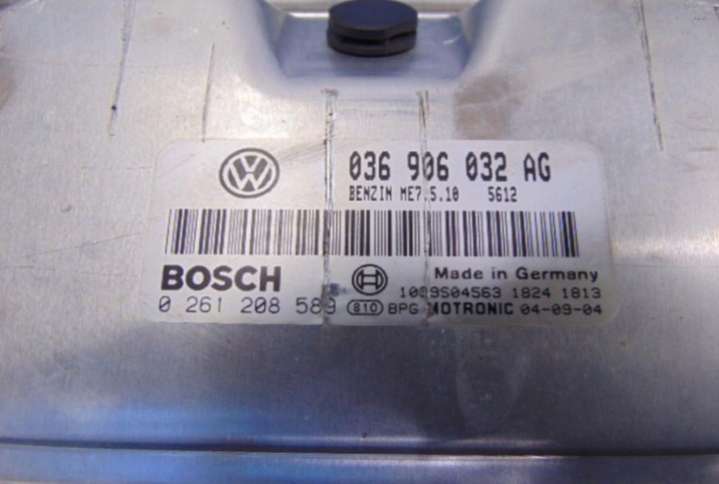 036 906 032 AG
BENZIN ME7.5.10 5612
BOSCH
Made in Germany
1039S04563 1824 1813
0 261 208 589
810 BPG MOTRONIC 04-09-04